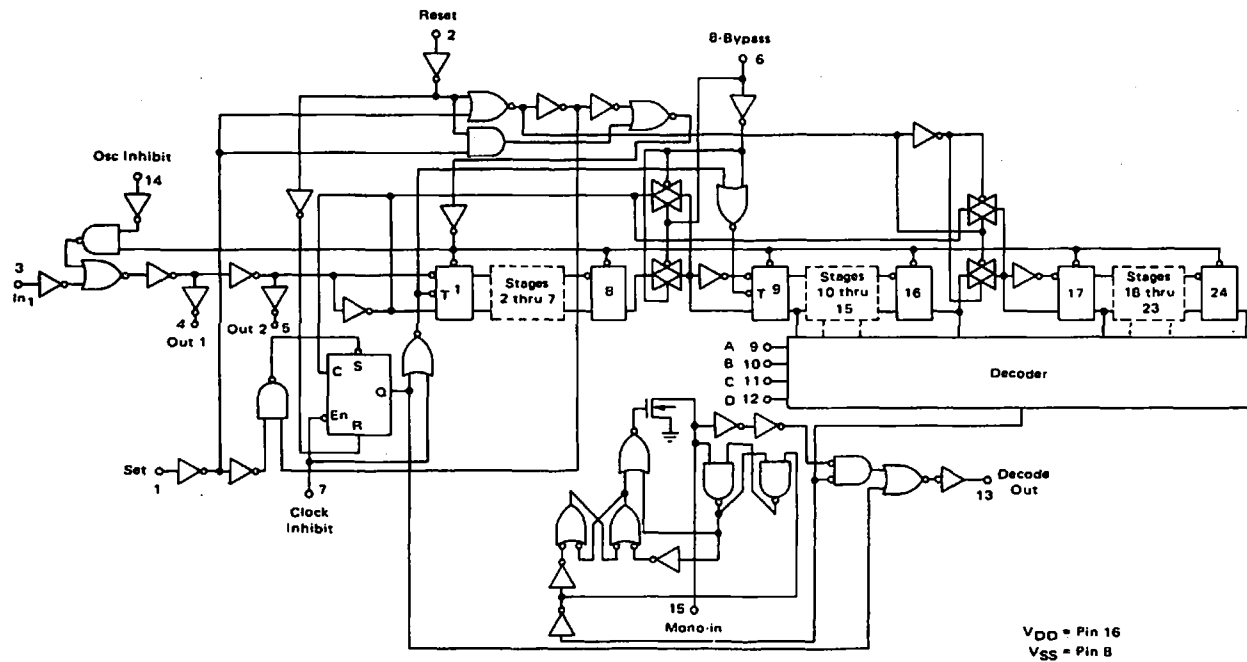 Reset
2
8-Bypass
6
Osc Inhibit
14
3
In1
4
Out 1
Out 2
5
T 1
Stages
2 thru 7
8
T 9
Stages
10 thru
15
16
17
Stages
18 thru
23
24
C
S
Q
En
R
A 9
B 10
C 11
D 12
Decoder
Set
1
7
Clock
Inhibit
Decode
Out
13
15
Mono-in
VDD = Pin 16
VSS = Pin 8